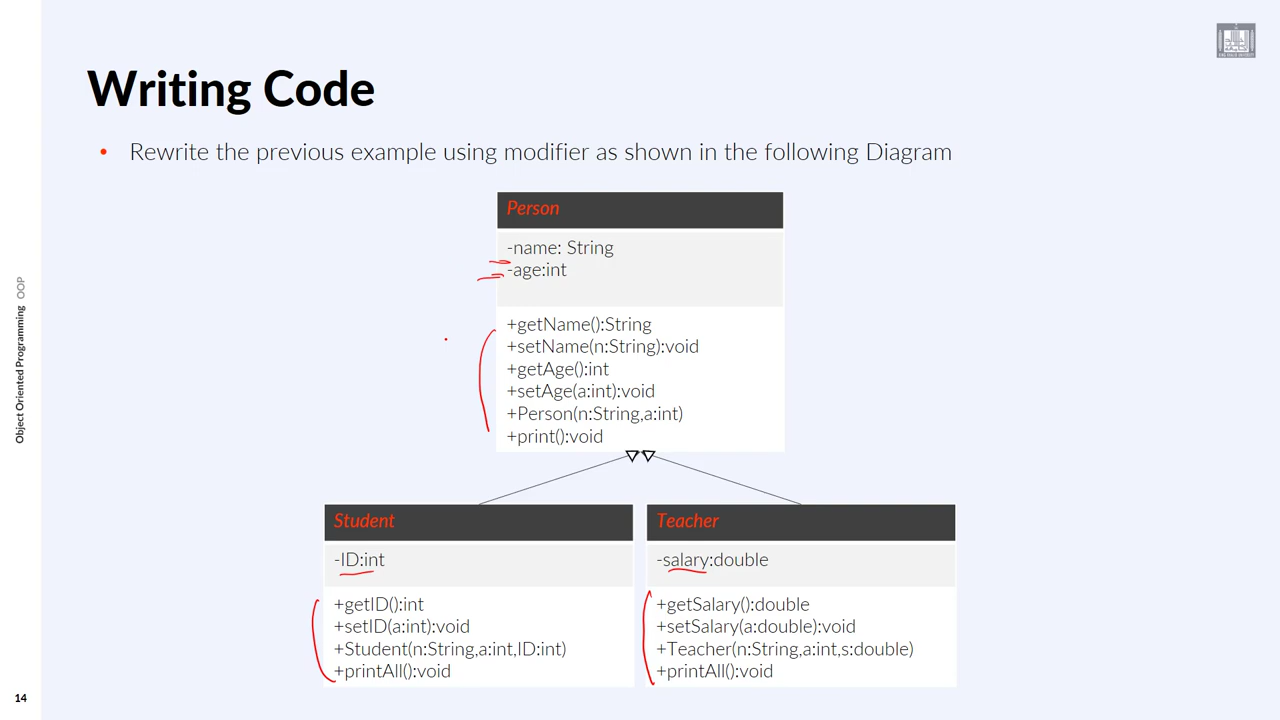 Writing Code
• Rewrite the previous example using modifier as shown in the following Diagram
Person
-name: String
-age:int
+getName():String
+setName(n:String):void
+getAge():int
+setAge(a:int):void
+Person(n:String,a:int)
+print():void
Student
-ID:int
+getID():int
+setID(a:int):void
+Student(n:String,a:int,ID:int)
+printAll():void
Teacher
-salary:double
+getSalary():double
+setSalary(a:double):void
+Teacher(n:String,a:int,s:double)
+printAll():void
Object Oriented Programming OOP
14